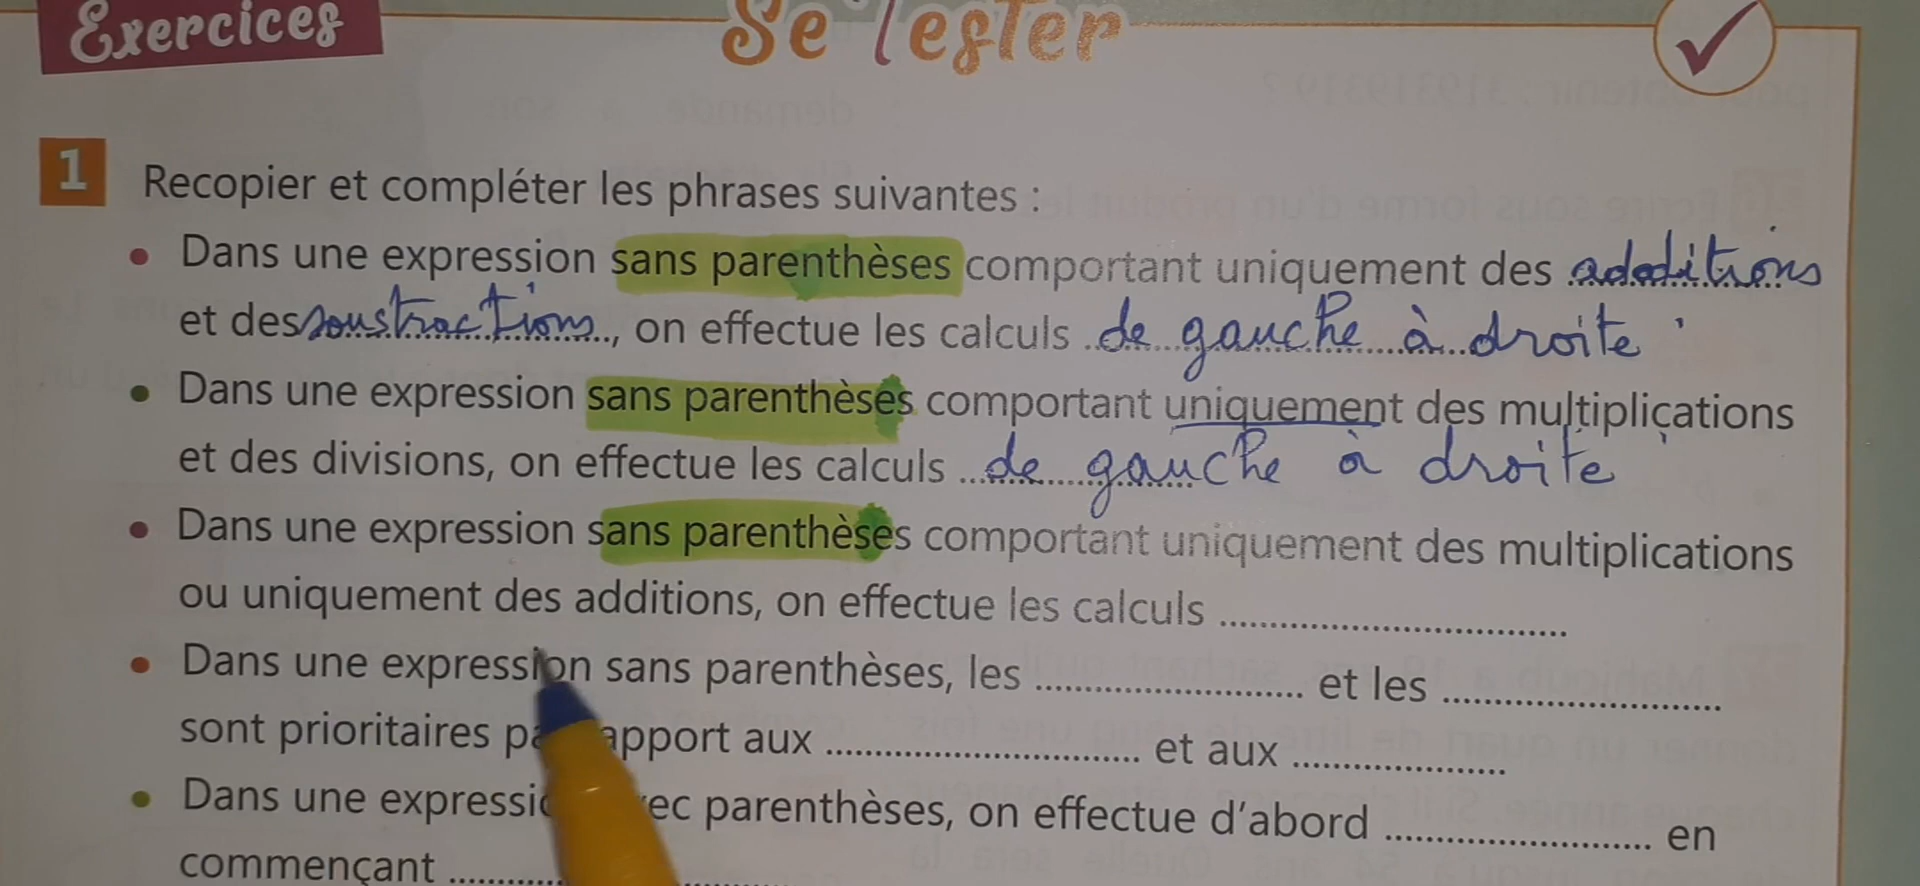 Exercices
Se tester
1 Recopier et compléter les phrases suivantes :
• Dans une expression sans parenthèses comportant uniquement des additions
et des soustractions, on effectue les calculs de gauche à droite
• Dans une expression sans parenthèses comportant uniquement des multiplications
et des divisions, on effectue les calculs de gauche à droite
• Dans une expression sans parenthèses comportant uniquement des multiplications
ou uniquement des additions, on effectue les calculs ..............................
• Dans une expression sans parenthèses, les .............................. et les ..............................
sont prioritaires apport aux .............................. et aux ..............................
• Dans une parenthèses, on effectue d'abord .............................. en
commençant ..............................